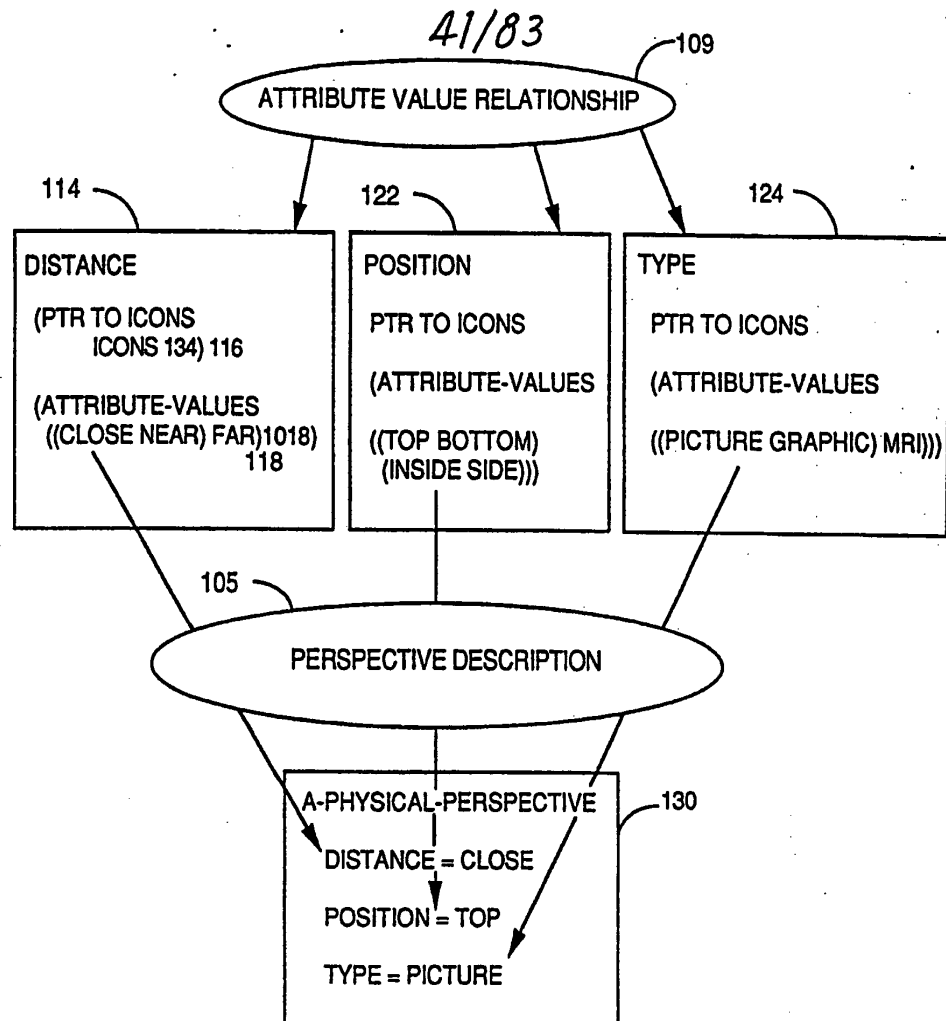 41/83
109
ATTRIBUTE VALUE RELATIONSHIP
114
122
124
DISTANCE
(PTR TO ICONS
ICONS 134) 116
(ATTRIBUTE-VALUES
((CLOSE NEAR) FAR)1018)
118
POSITION
PTR TO ICONS
(ATTRIBUTE-VALUES
((TOP BOTTOM)
(INSIDE SIDE)))
TYPE
PTR TO ICONS
(ATTRIBUTE-VALUES
((PICTURE GRAPHIC) MRI)))
105
PERSPECTIVE DESCRIPTION
A-PHYSICAL-PERSPECTIVE
130
DISTANCE = CLOSE
POSITION = TOP
TYPE = PICTURE